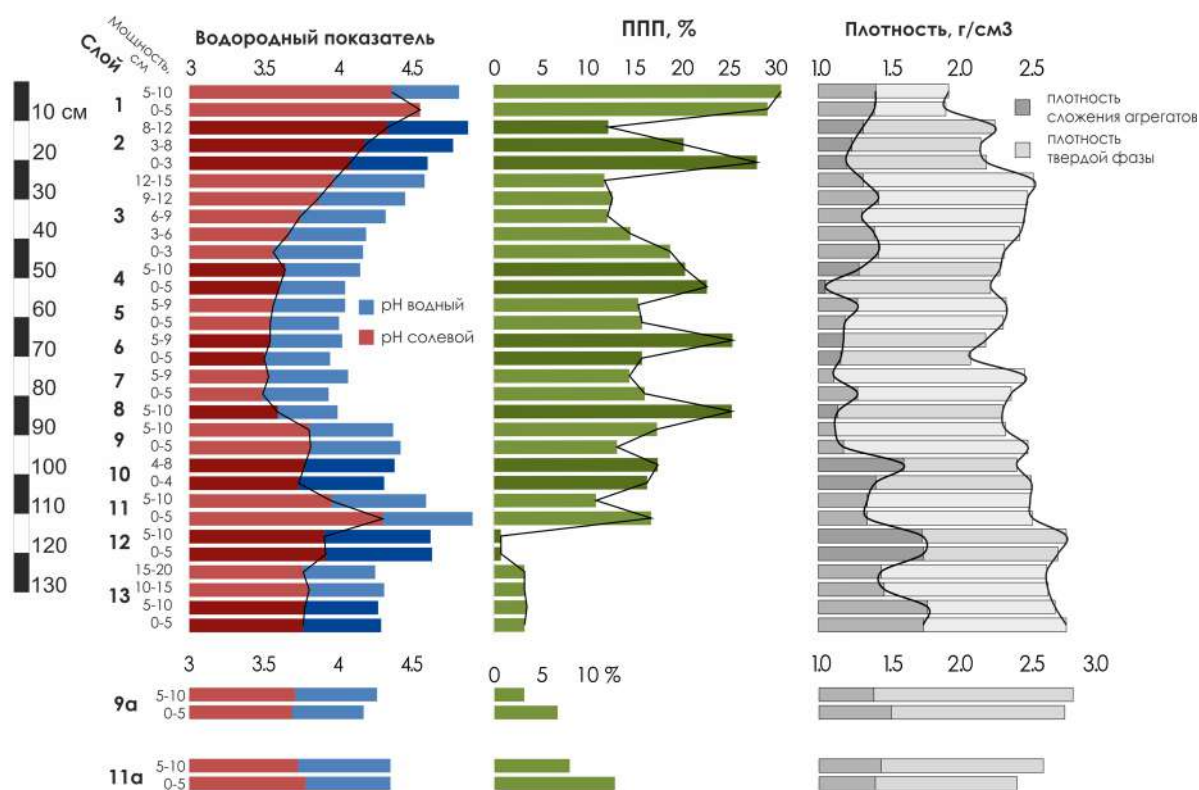 Слой
Мощность, см
Водородный показатель
ППП, %
Плотность, г/см3
3 3.5 4 4.5
0 5 10 15 20 25 30
1.0 1.5 2.0 2.5
плотность
сложения агрегатов
плотность
твердой фазы
pH водный
pH солевой
10 см
20
30
40
50
60
70
80
90
100
110
120
130
1 5-10
0-5
2 8-12
3-8
0-3
3 12-15
9-12
6-9
3-6
0-3
4 5-10
0-5
5 5-9
0-5
6 5-9
0-5
7 5-9
0-5
8 5-10
9 5-10
0-5
10 4-8
0-4
11 5-10
0-5
12 5-10
0-5
13 15-20
10-15
5-10
0-5
3 3.5 4 4.5
0 5 10 %
1.0 2.0 3.0
9а 5-10
0-5
11а 5-10
0-5